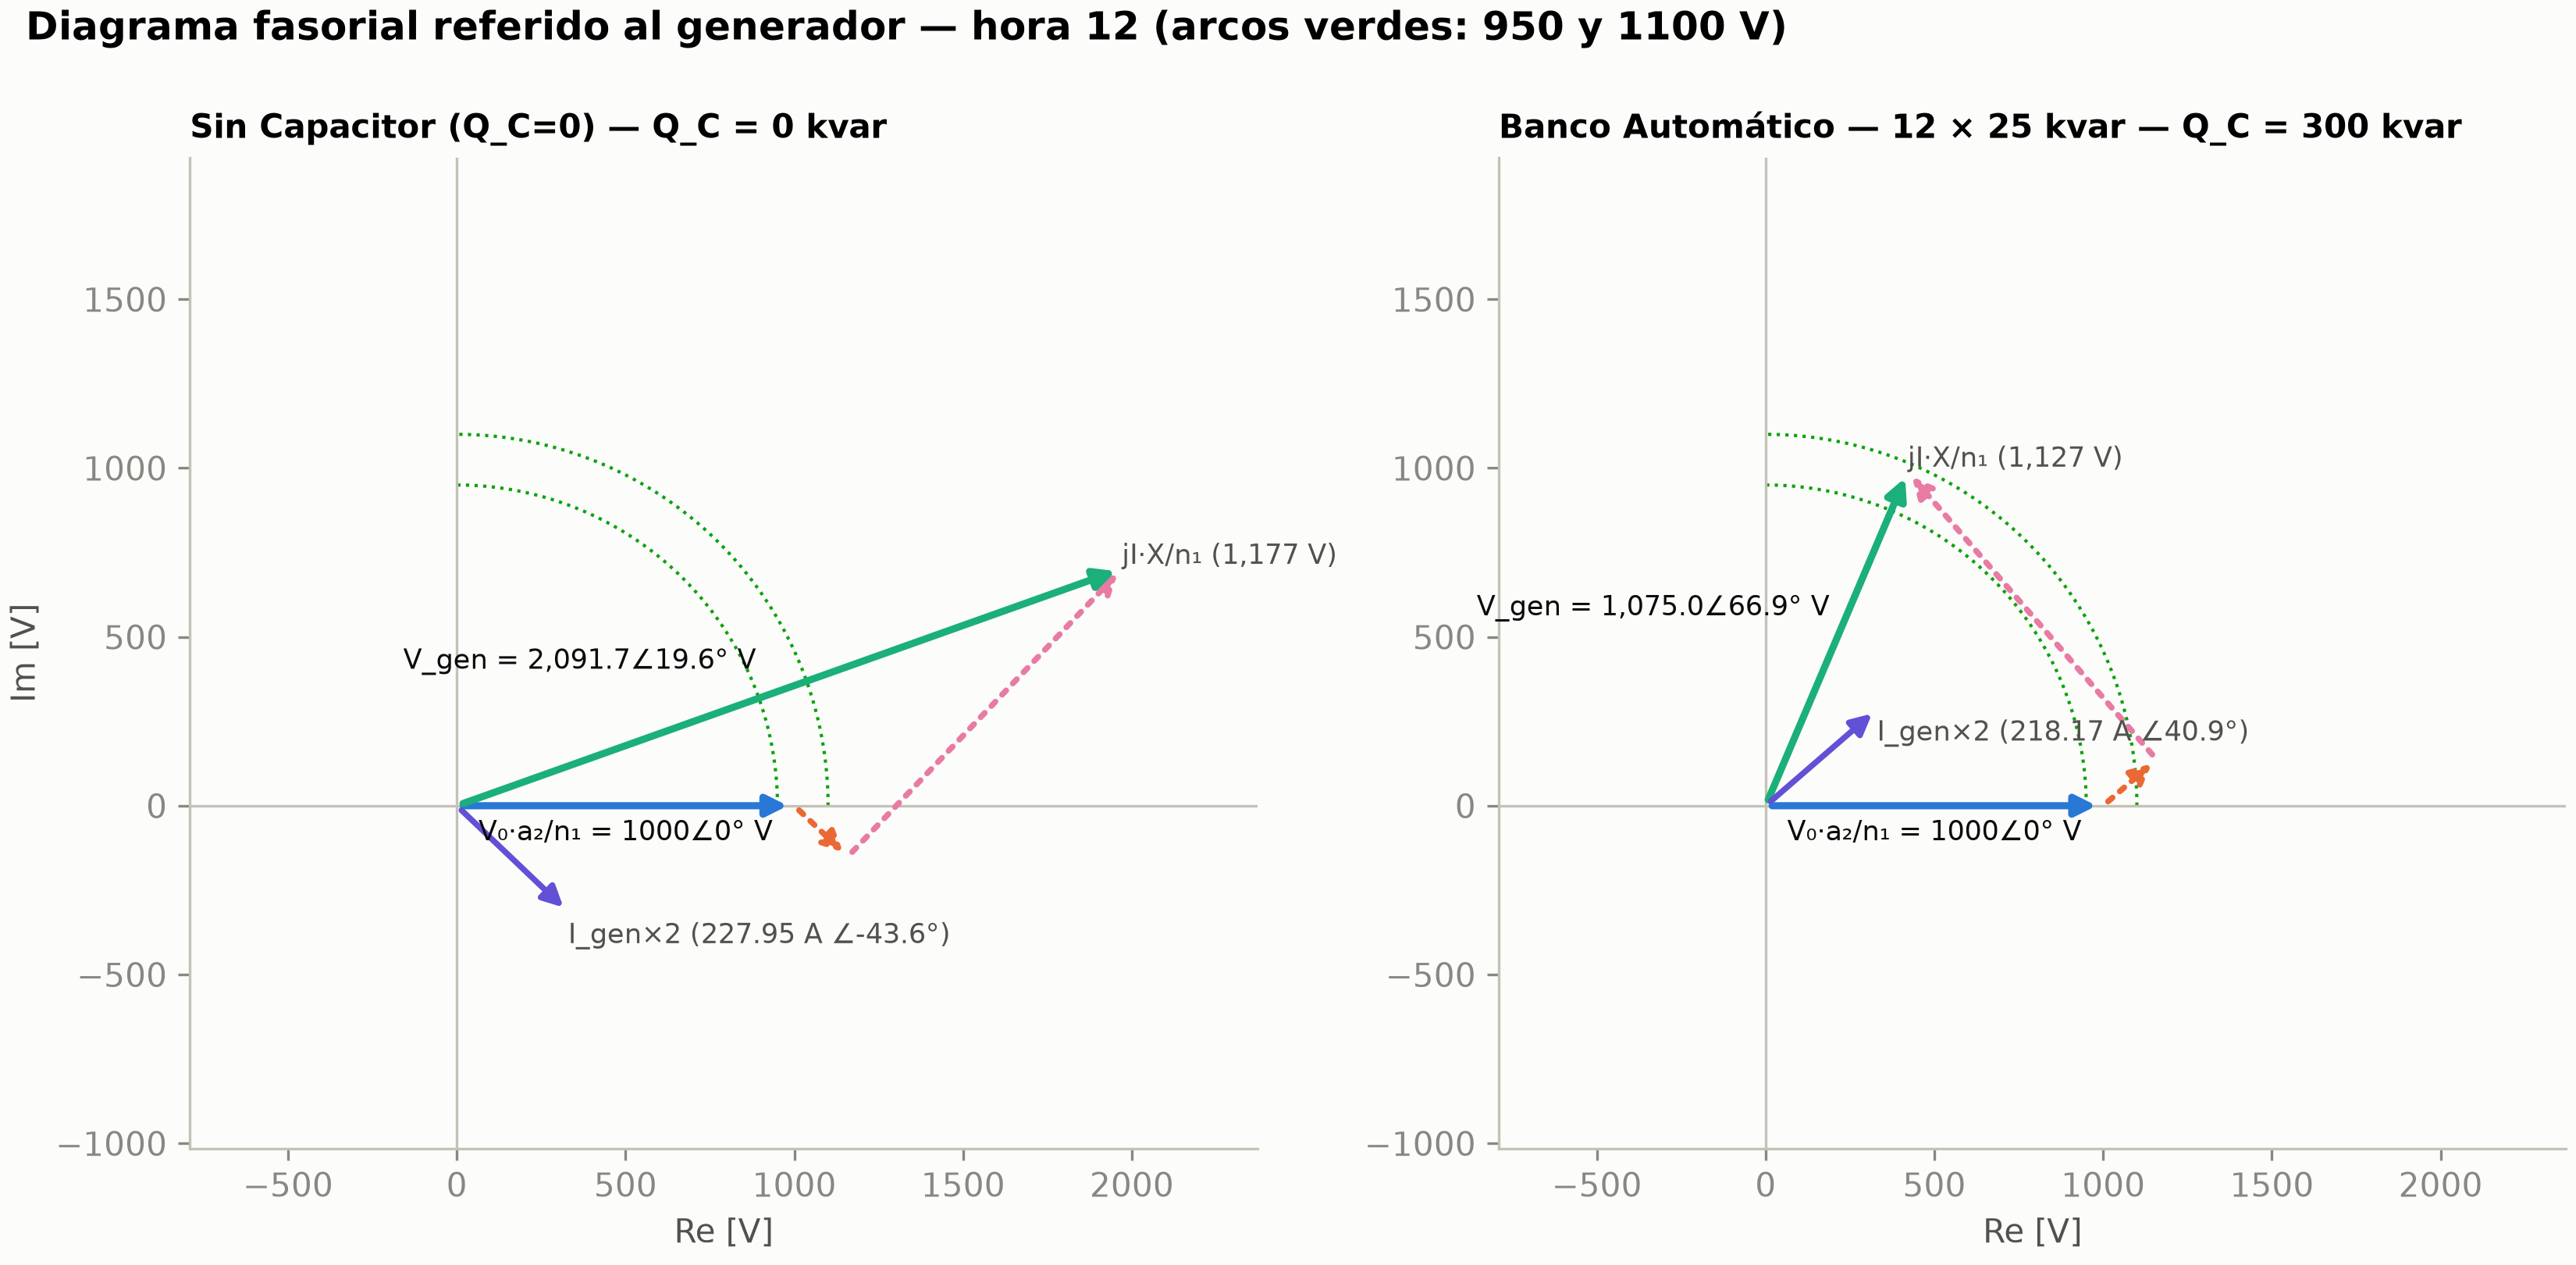 Diagrama fasorial referido al generador — hora 12 (arcos verdes: 950 y 1100 V)
Sin Capacitor (Q_C=0) — Q_C = 0 kvar
1500
1000
500
0
−500
−1000
Im [V]
jI·X/n₁ (1,177 V)
V_gen = 2,091.7∠19.6° V
V₀·a₂/n₁ = 1000∠0° V
I_gen×2 (227.95 A ∠-43.6°)
−500
0
500
1000
1500
2000
Re [V]
Banco Automático — 12 × 25 kvar — Q_C = 300 kvar
1500
1000
500
0
−500
−1000
jI·X/n₁ (1,127 V)
V_gen = 1,075.0∠66.9° V
I_gen×2 (218.17 A ∠40.9°)
V₀·a₂/n₁ = 1000∠0° V
−500
0
500
1000
1500
2000
Re [V]